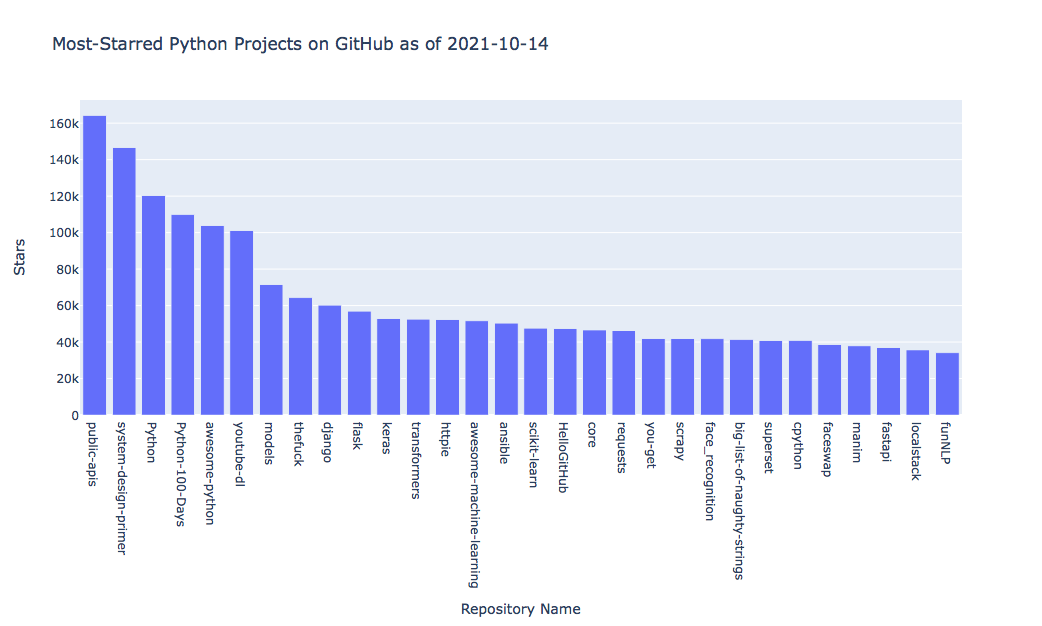 Most-Starred Python Projects on GitHub as of 2021-10-14
Stars
160k
140k
120k
100k
80k
60k
40k
20k
0
public-apis
system-design-primer
Python
Python-100-Days
awesome-python
youtube-dl
models
thefuck
django
flask
keras
transformers
httpie
awesome-machine-learning
ansible
scikit-learn
HelloGitHub
core
requests
you-get
scrapy
face_recognition
big-list-of-naughty-strings
superset
cpython
faceswap
manim
fastapi
localstack
funNLP
Repository Name